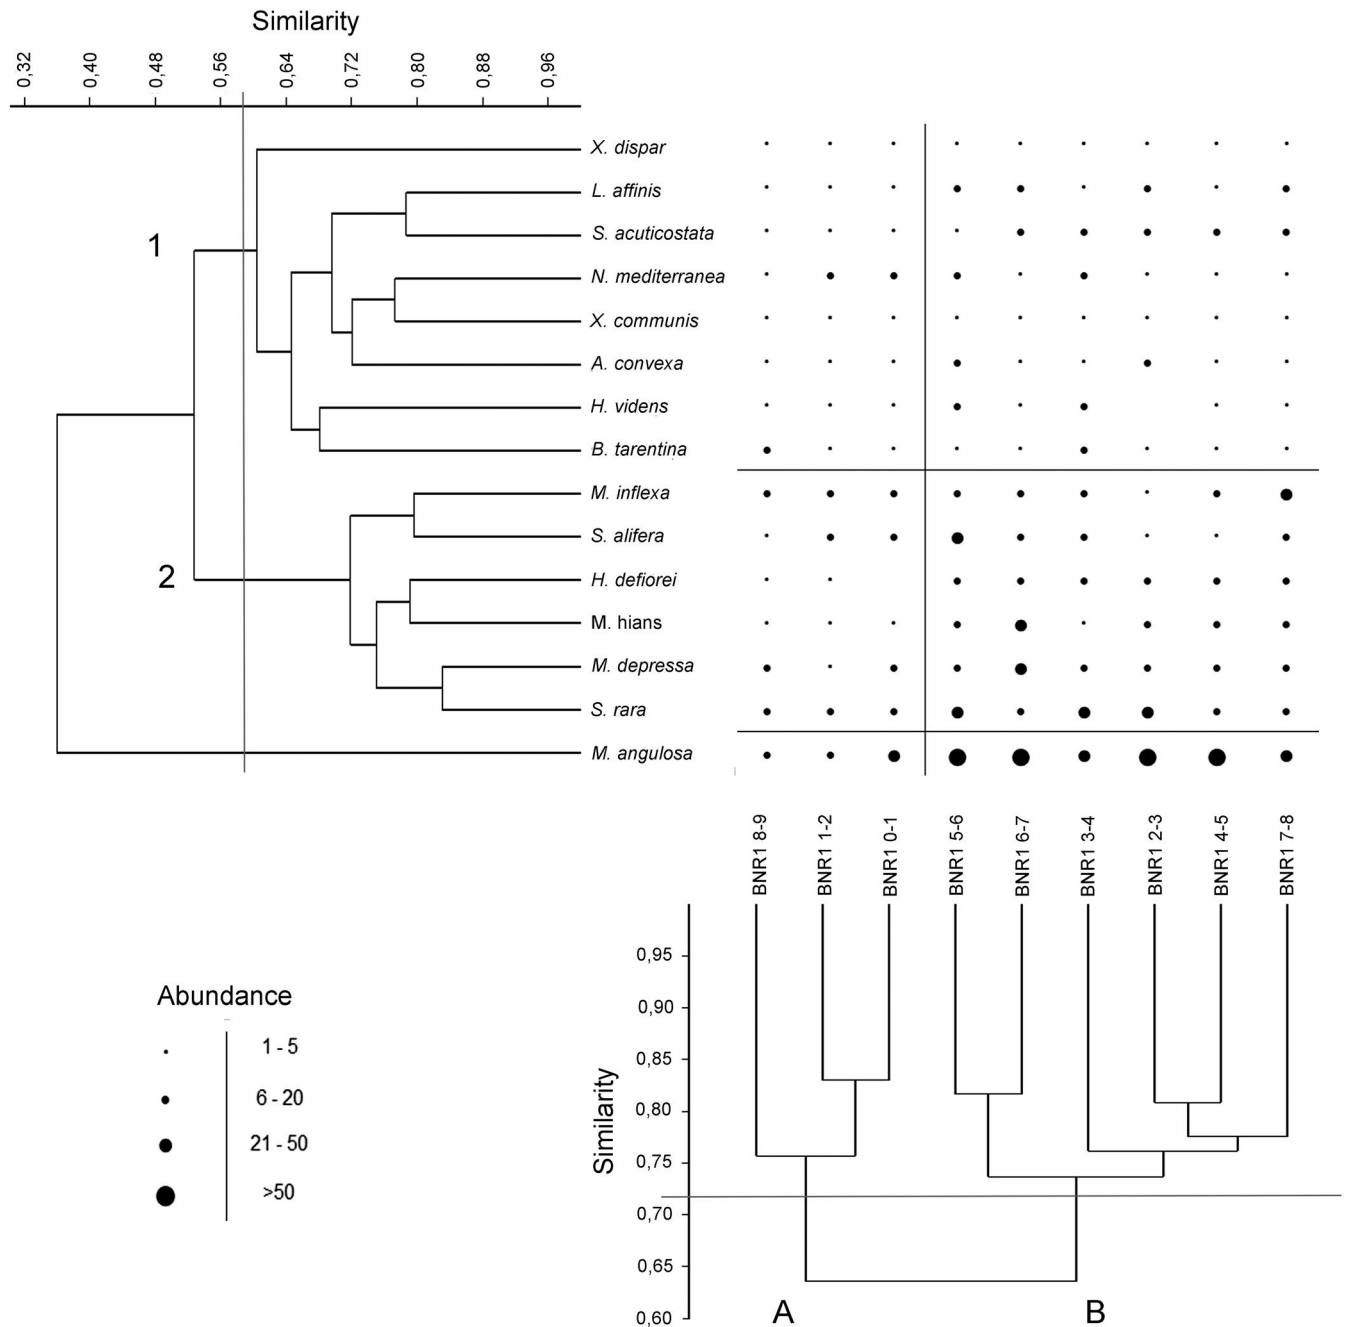 Similarity
0,32 0,40 0,48 0,56 0,64 0,72 0,80 0,88 0,96
X. dispar
L. affinis
1
S. acuticostata
N. mediterranea
X. communis
A. convexa
H. videns
B. tarentina
M. inflexa
S. alifera
2
H. defiorei
M. hians
M. depressa
S. rara
M. angulosa
BNR1 8-9 BNR1 1-2 BNR1 0-1 BNR1 5-6 BNR1 6-7 BNR1 3-4 BNR1 2-3 BNR1 4-5 BNR1 7-8
Similarity
0,95
0,90
0,85
0,80
0,75
0,70
0,65
0,60
A B
Abundance
1 - 5
6 - 20
21 - 50
>50